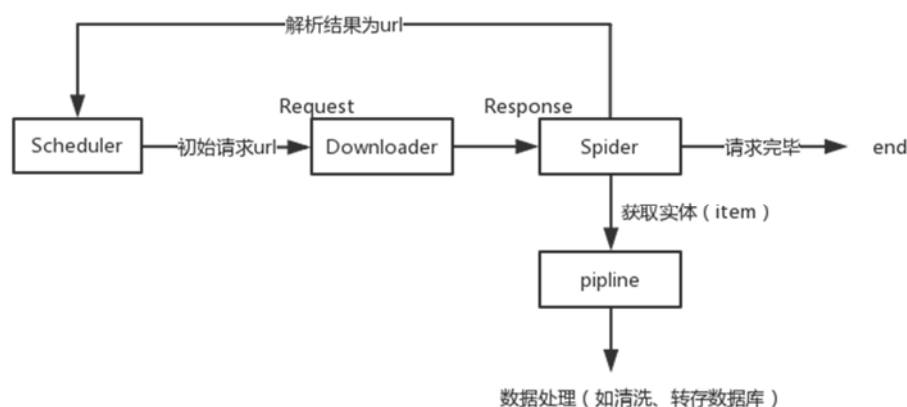 解析结果为url
Request
Response
Scheduler
初始请求url
Downloader
Spider
请求完毕
end
获取实体（item）
pipline
数据处理（如清洗、转存数据库）